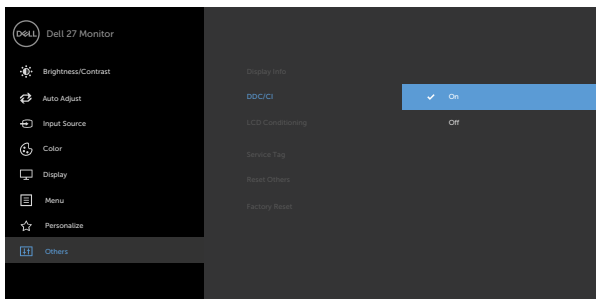 DELL Dell 27 Monitor
Brightness/Contrast
Auto Adjust
Input Source
Color
Display
Menu
Personalize
Others
Display Info
DDC/CI
LCD Conditioning
Service Tag
Reset Others
Factory Reset
On
Off